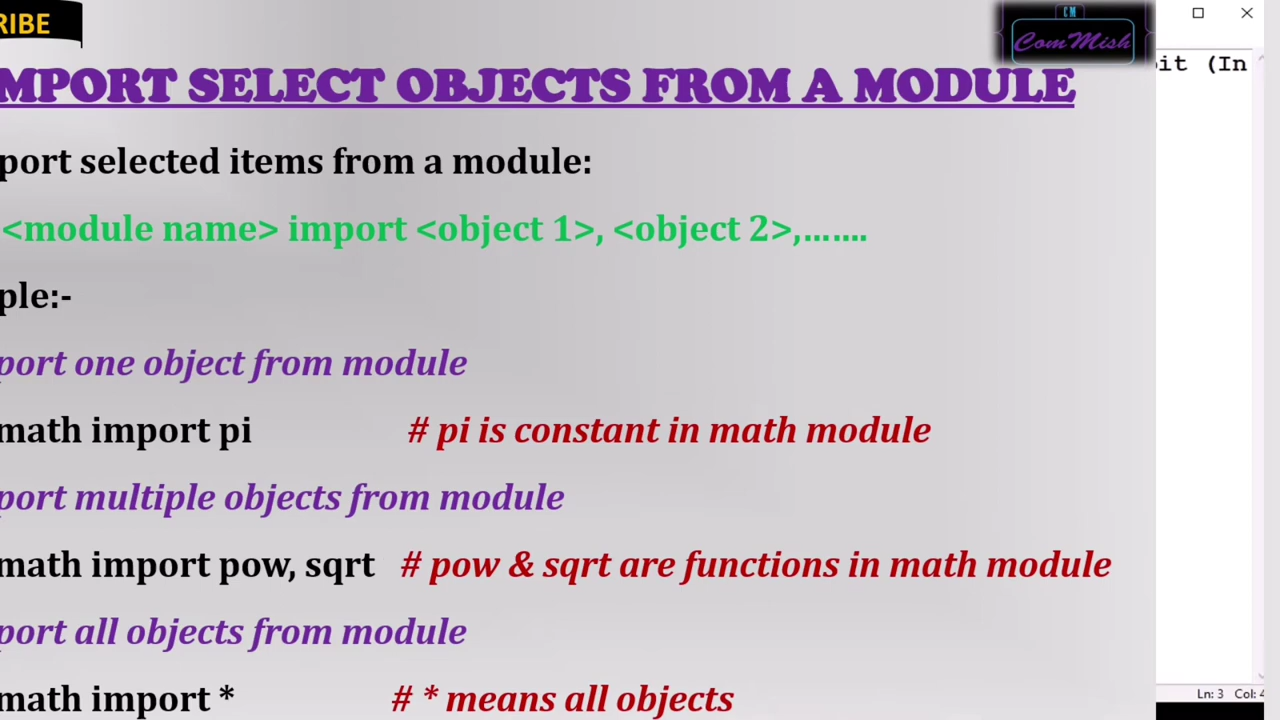 RIBE
CM
ComMish
MPORT SELECT OBJECTS FROM A MODULE
bit (In
port selected items from a module:
<module name> import <object 1>, <object 2>,…….
ple:-
port one object from module
math import pi # pi is constant in math module
port multiple objects from module
math import pow, sqrt # pow & sqrt are functions in math module
port all objects from module
math import * # * means all objects
Ln: 3 Col: 4